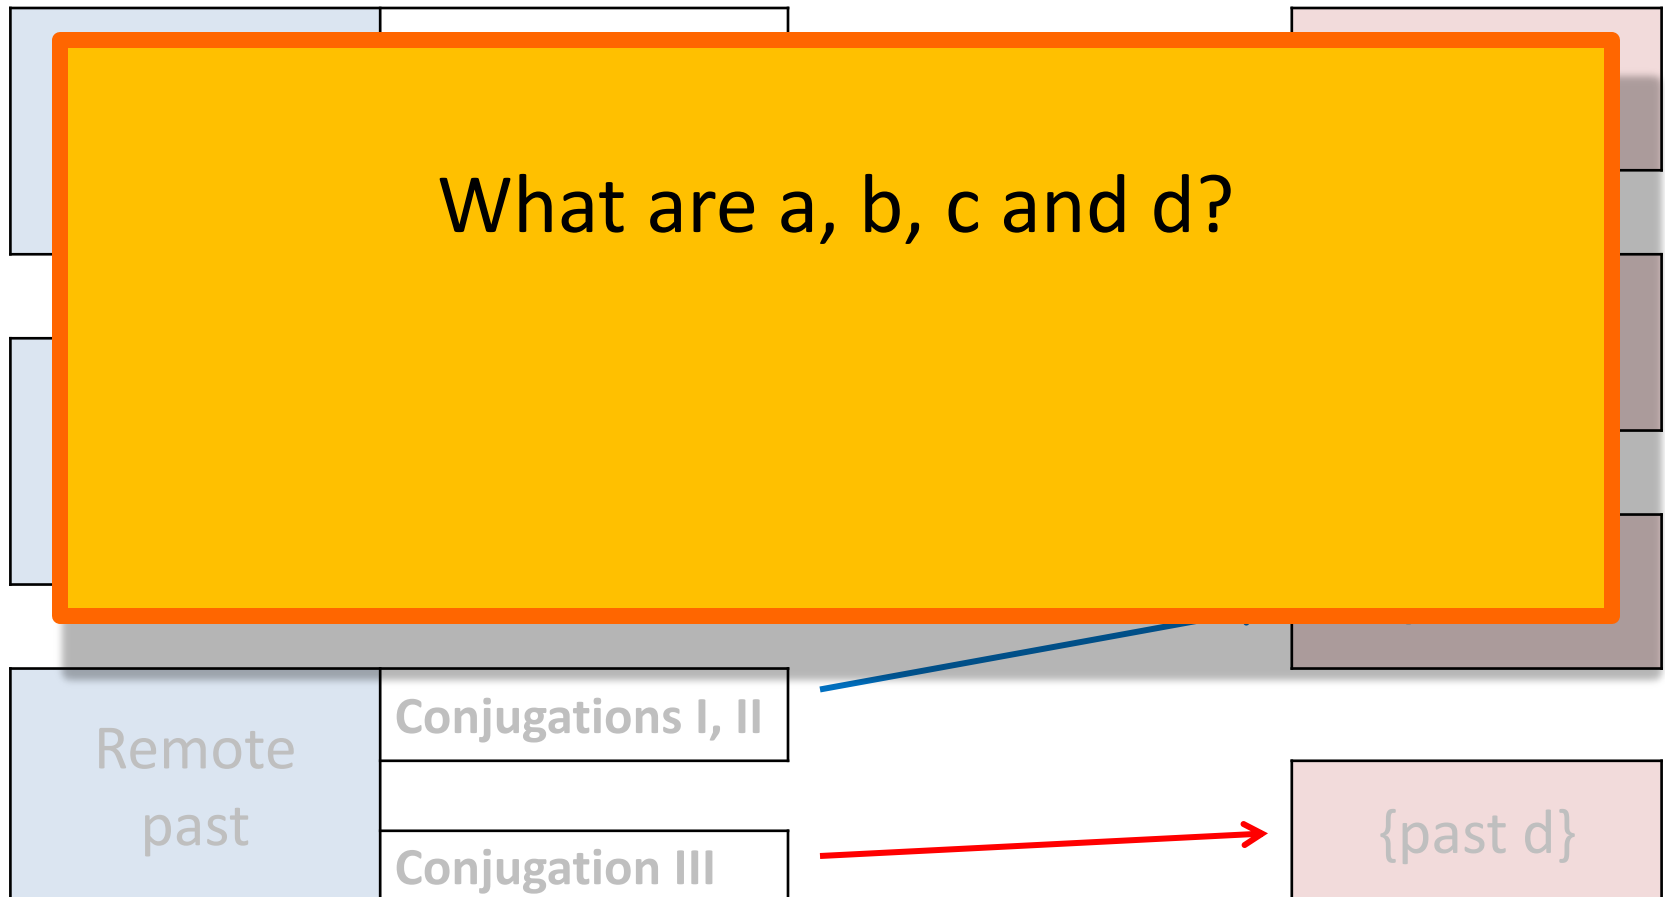 What are a, b, c and d?
Conjugations I, II
Remote
past
{past d}
Conjugation III